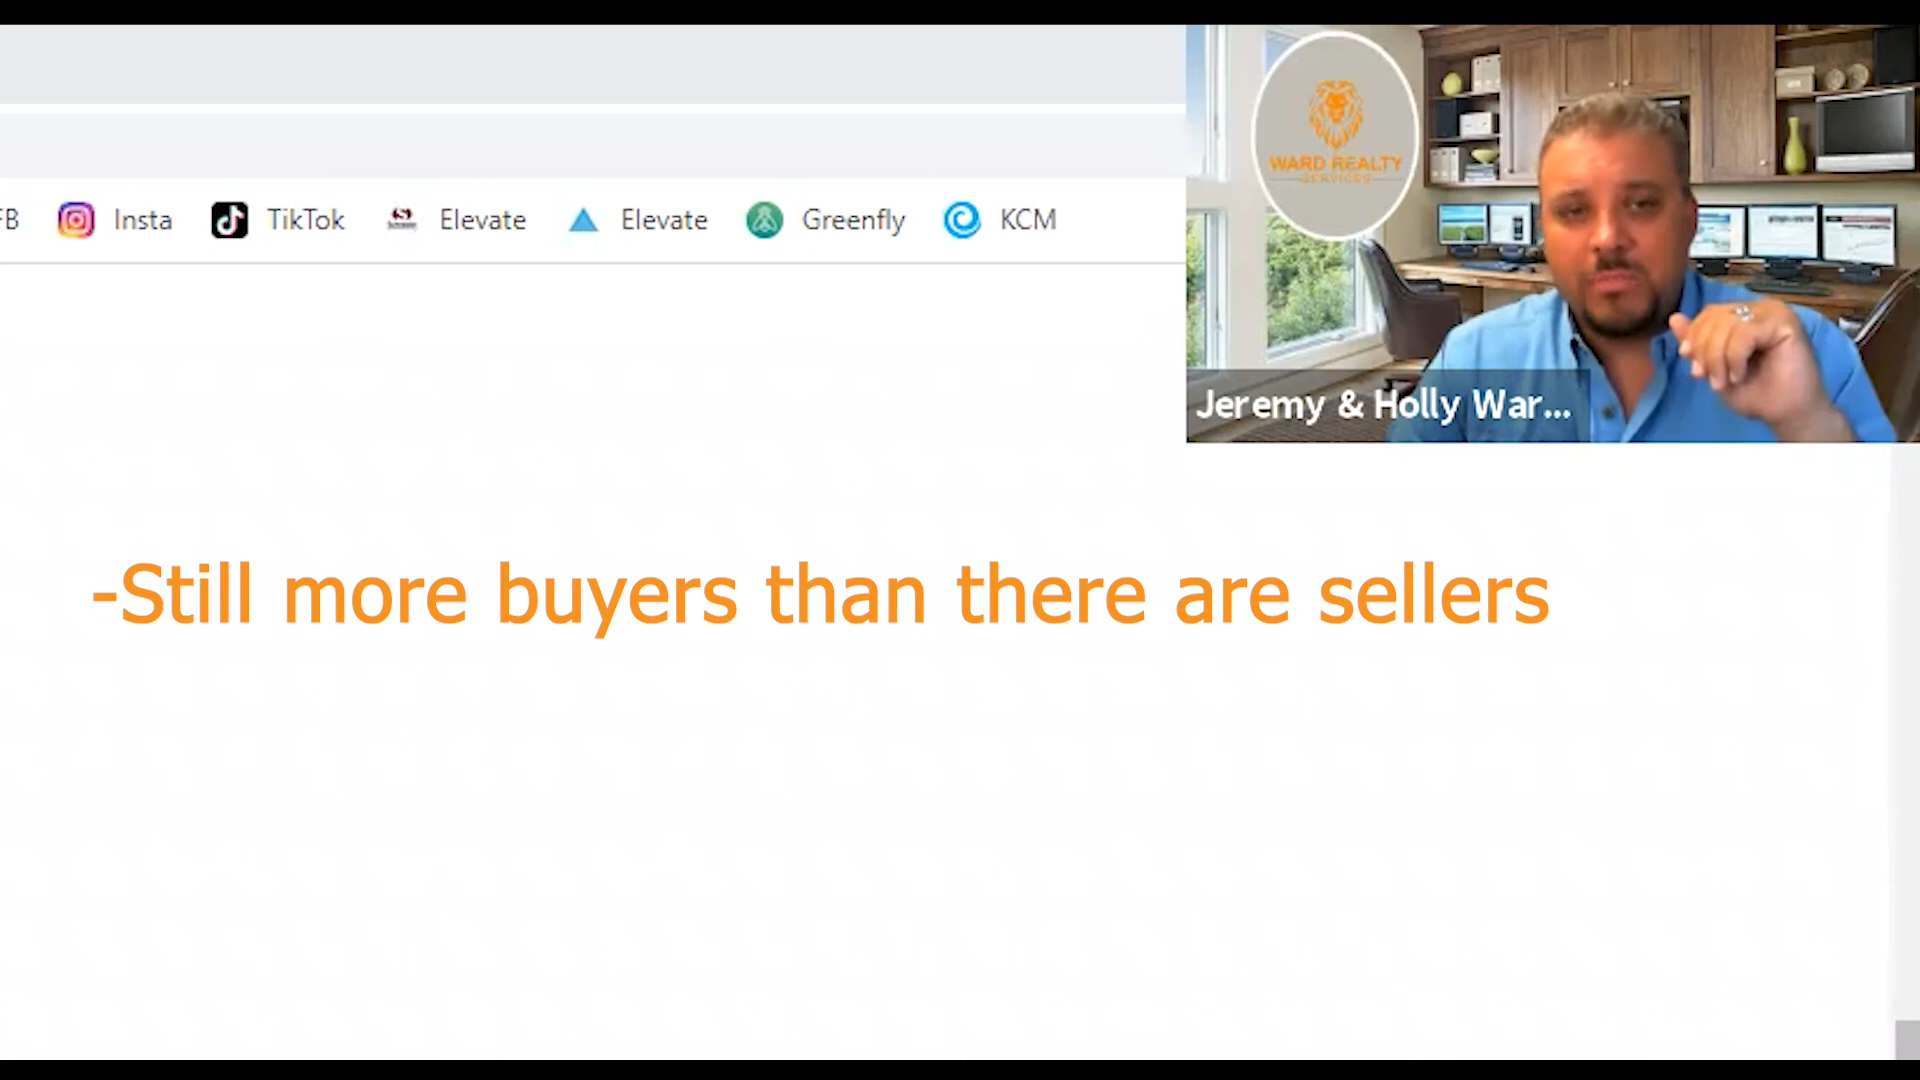 WARD REALTY
SERVICES
FB Insta TikTok Elevate Elevate Greenfly KCM
Jeremy & Holly War...
-Still more buyers than there are sellers